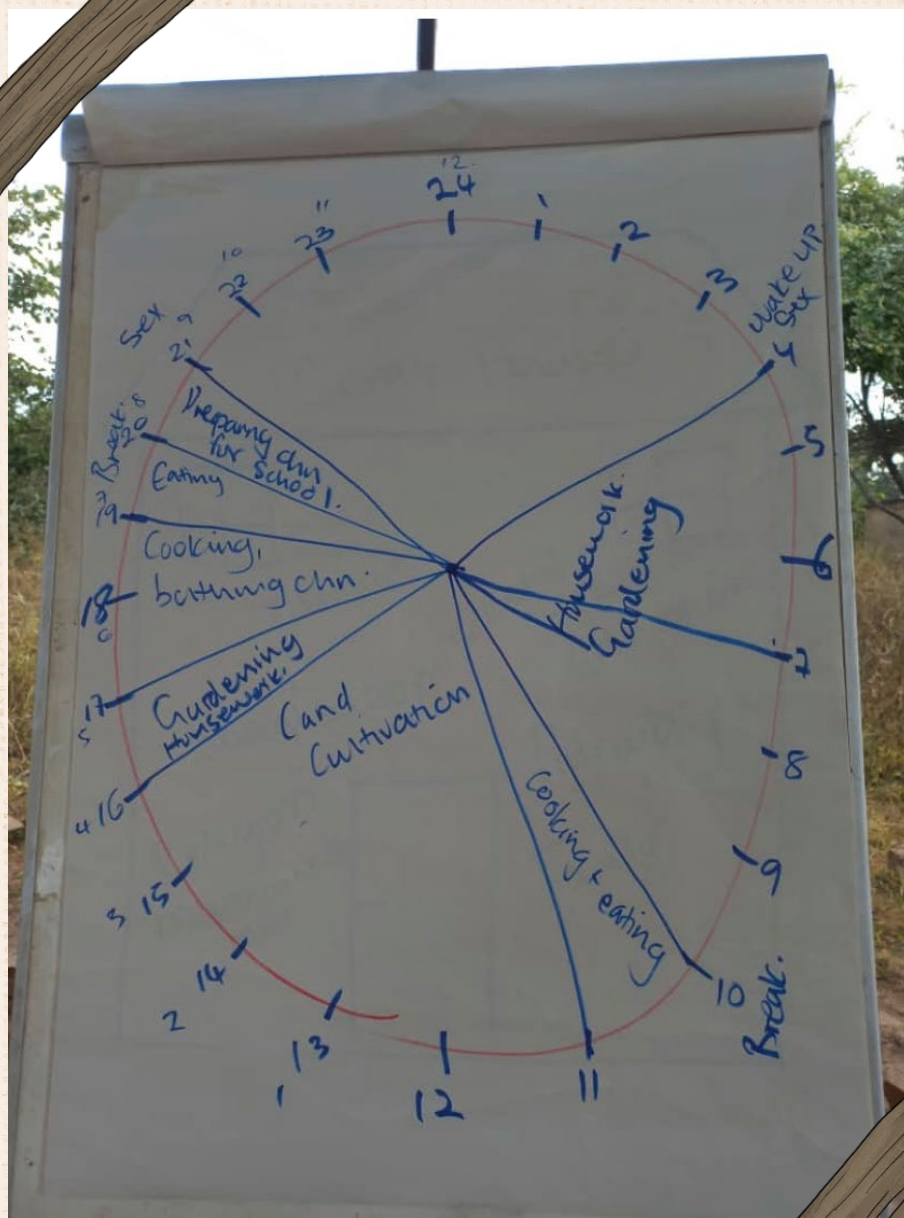 12.
24
1
2
3
Wake up
Sex
4
5
6
7
8
9
10
Break.
11
12
13
1
14
2
15
3
16
4
17
5
18
6
19
7
20
8
Break.
21
9
Sex
22
10
23
11
Housework.
Gardening
Cooking + eating
Land
Cultivation
Gardening
Housework.
Cooking,
bathing chn.
Eating
Preparing chn
for School.